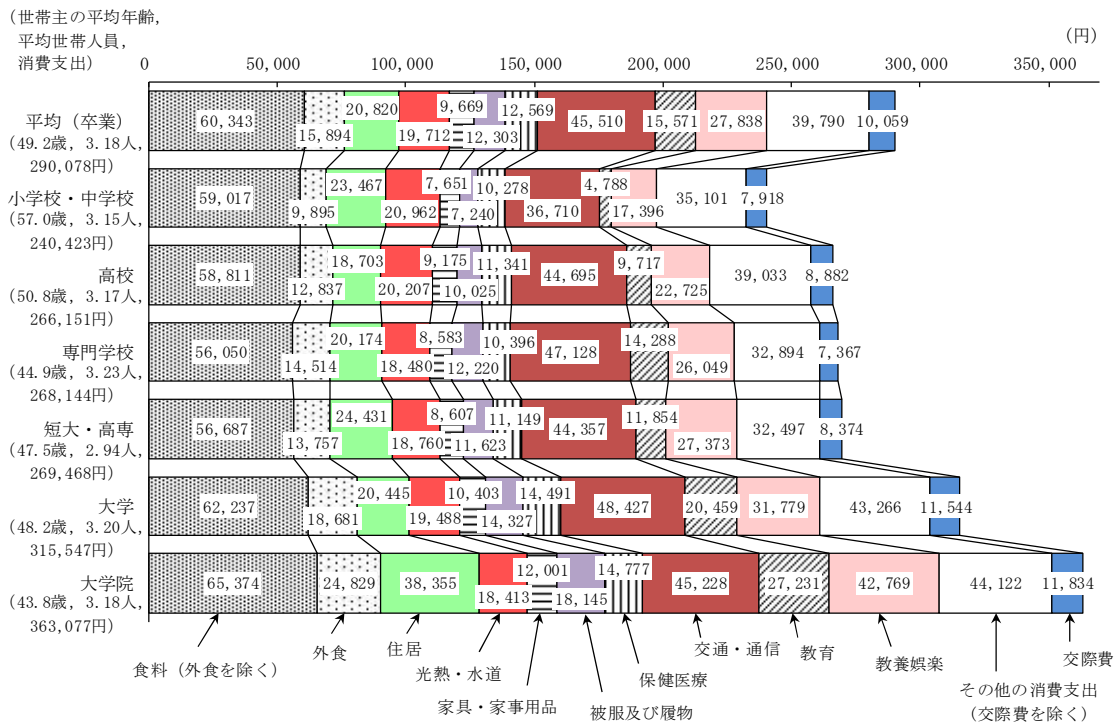 (世帯主の平均年齢,
平均世帯人員,
消費支出)
(円)
0 50,000 100,000 150,000 200,000 250,000 300,000 350,000
平均(卒業)
(49.2歳, 3.18人,
290,078円)
60,343 15,894 20,820 19,712 9,669 12,303 12,569 45,510 15,571 27,838 39,790 10,059
小学校・中学校
(57.0歳, 3.15人,
240,423円)
59,017 9,895 23,467 20,962 7,651 7,240 10,278 36,710 4,788 17,396 35,101 7,918
高校
(50.8歳, 3.17人,
266,151円)
58,811 12,837 18,703 20,207 9,175 10,025 11,341 44,695 9,717 22,725 39,033 8,882
専門学校
(44.9歳, 3.23人,
268,144円)
56,050 14,514 20,174 18,480 8,583 12,220 10,396 47,128 14,288 26,049 32,894 7,367
短大・高専
(47.5歳, 2.94人,
269,468円)
56,687 13,757 24,431 18,760 8,607 11,623 11,149 44,357 11,854 27,373 32,497 8,374
大学
(48.2歳, 3.20人,
315,547円)
62,237 18,681 20,445 19,488 10,403 14,327 14,491 48,427 20,459 31,779 43,266 11,544
大学院
(43.8歳, 3.18人,
363,077円)
65,374 24,829 38,355 18,413 12,001 18,145 14,777 45,228 27,231 42,769 44,122 11,834
食料(外食を除く)
外食
住居
光熱・水道
家具・家事用品
被服及び履物
保健医療
交通・通信
教育
教養娯楽
その他の消費支出
(交際費を除く)
交際費